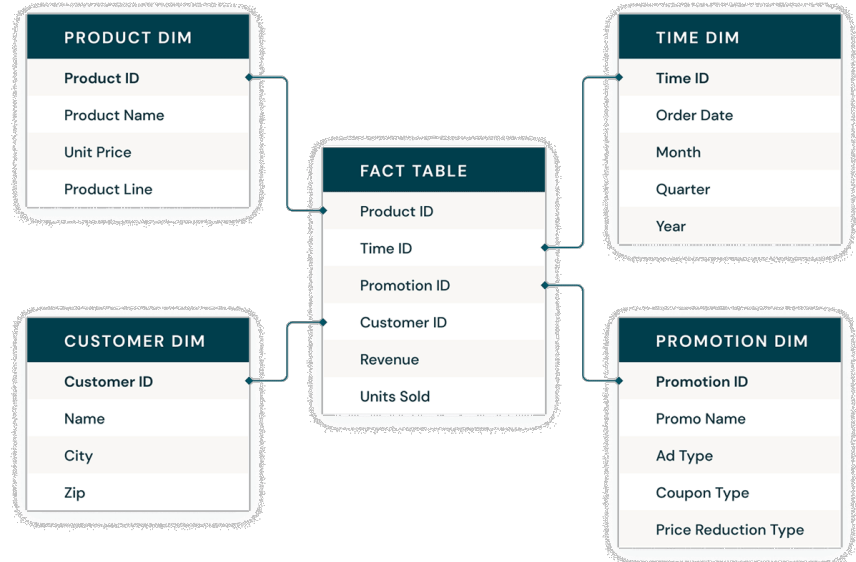 PRODUCT DIM
Product ID
Product Name
Unit Price
Product Line
TIME DIM
Time ID
Order Date
Month
Quarter
Year
FACT TABLE
Product ID
Time ID
Promotion ID
Customer ID
Revenue
Units Sold
CUSTOMER DIM
Customer ID
Name
City
Zip
PROMOTION DIM
Promotion ID
Promo Name
Ad Type
Coupon Type
Price Reduction Type